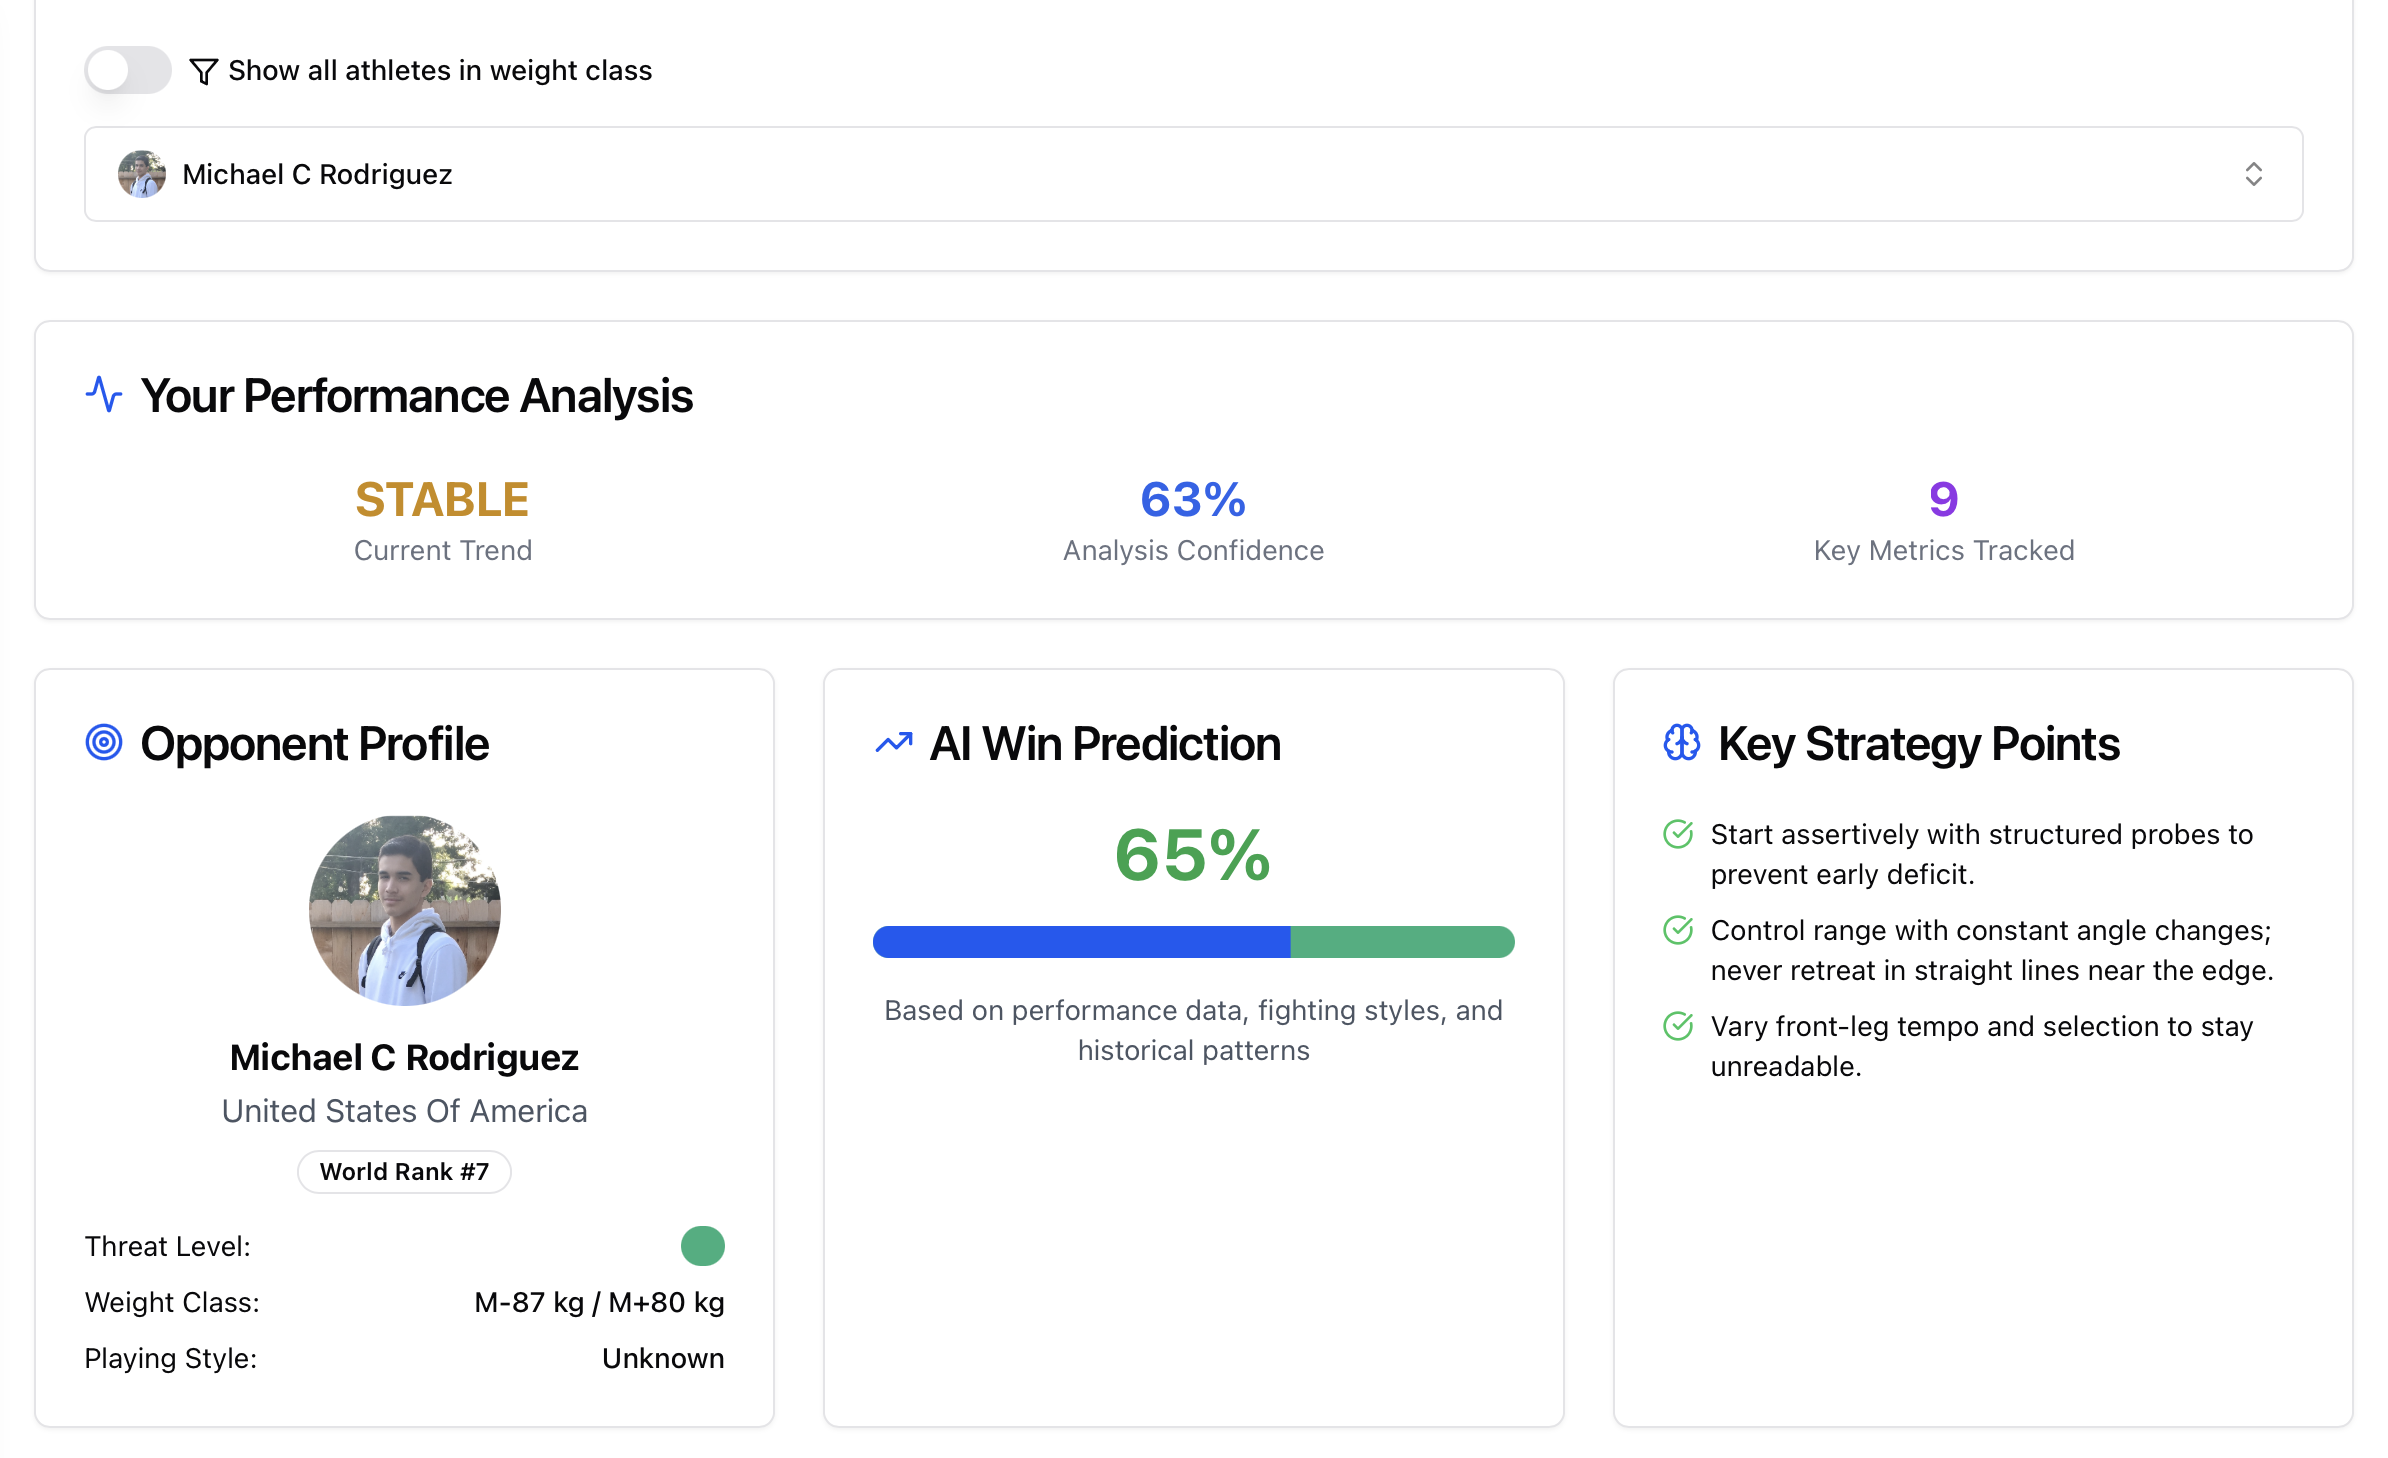 Show all athletes in weight class
Michael C Rodriguez
Your Performance Analysis
STABLE
Current Trend
63%
Analysis Confidence
9
Key Metrics Tracked
Opponent Profile
Michael C Rodriguez
United States Of America
World Rank #7
Threat Level:
Weight Class:
M-87 kg / M+80 kg
Playing Style:
Unknown
AI Win Prediction
65%
Based on performance data, fighting styles, and
historical patterns
Key Strategy Points
Start assertively with structured probes to
prevent early deficit.
Control range with constant angle changes;
never retreat in straight lines near the edge.
Vary front-leg tempo and selection to stay
unreadable.